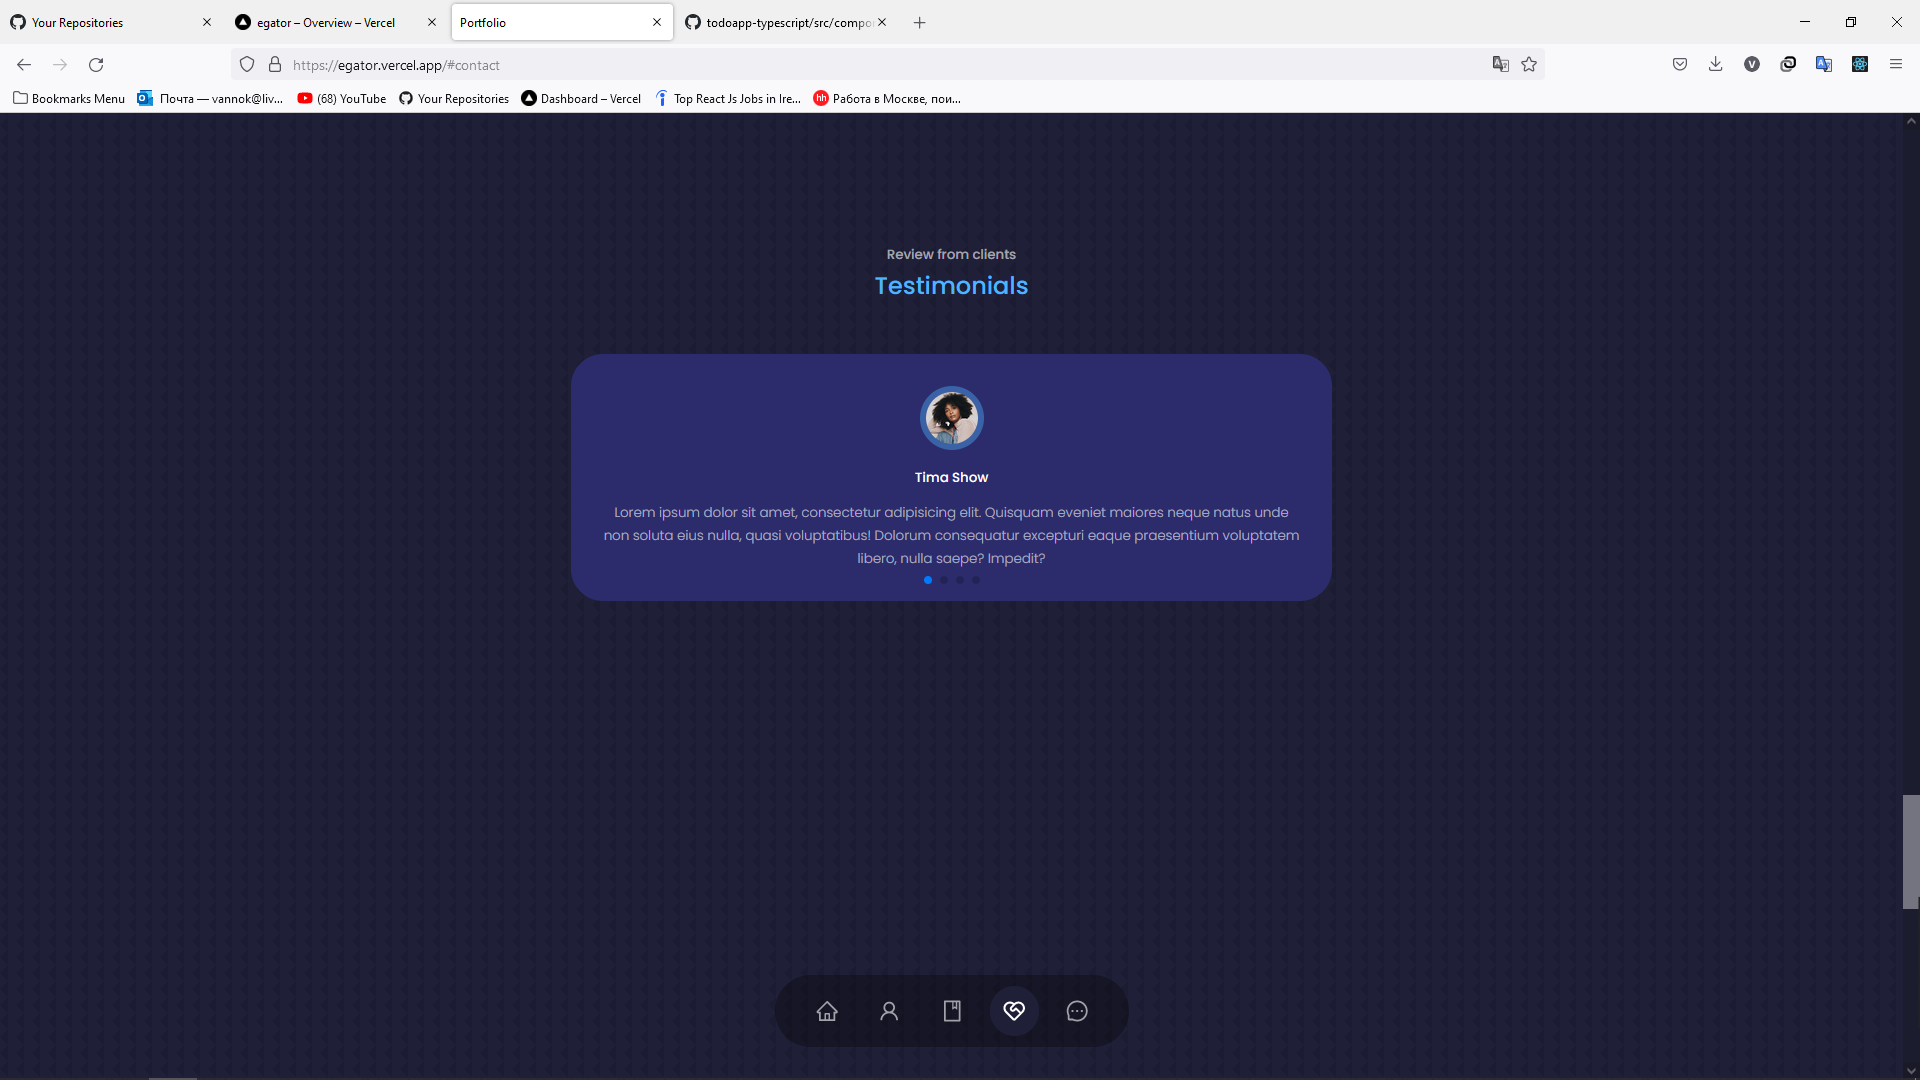 Your Repositories
egator – Overview – Vercel
Portfolio
todoapp-typescript/src/compo
https://egator.vercel.app/#contact
Bookmarks Menu
Почта — vannok@liv...
(68) YouTube
Your Repositories
Dashboard – Vercel
Top React Js Jobs in Ire...
hh
Работа в Москве, пои...
Review from clients
Testimonials
Tima Show
Lorem ipsum dolor sit amet, consectetur adipisicing elit. Quisquam eveniet maiores neque natus unde
non soluta eius nulla, quasi voluptatibus! Dolorum consequatur excepturi eaque praesentium voluptatem
libero, nulla saepe? Impedit?